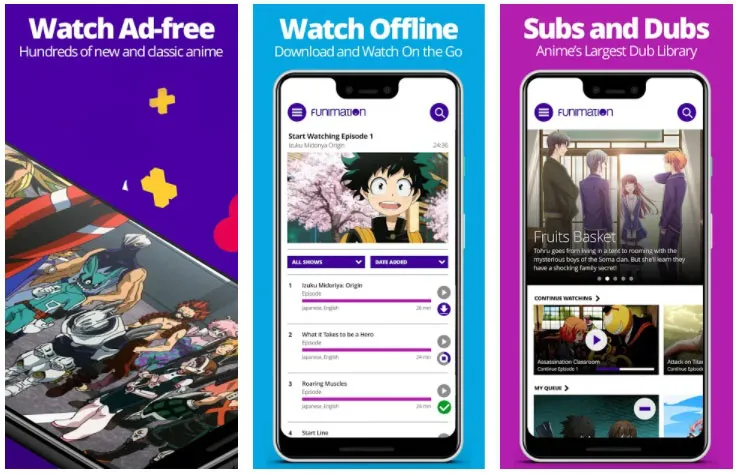 Watch Ad-free
Hundreds of new and classic anime
Watch Offline
Download and Watch On the Go
FUNIMATION
Start Watching Episode 1
Izuku Midoriya Origin
24:30
ALL SHOWS
DATE ADDED
1
Izuku Midoriya: Origin
Episode
Japanese, English
26 min
2
What it Takes to be a Hero
Episode
Japanese, English
24 min
3
Roaring Muscles
Episode
Japanese, English
24 min
4
Start Line
Subs and Dubs
Anime's Largest Dub Library
FUNIMATION
Fruits Basket
Tohru goes from living in a tent to rooming with the
mysterious boys of the Soma clan. But she'll learn they
have a shocking family secret!
CONTINUE WATCHING
Assassination Classroom
Continue Episode 1
Attack on Titan
Continue Episode
MY QUEUE